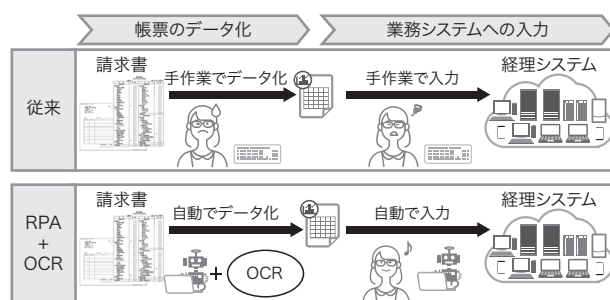 帳票のデータ化
業務システムへの入力
従来
請求書
手作業でデータ化
手作業で入力
経理システム
RPA
+
OCR
請求書
自動でデータ化
自動で入力
経理システム
+
OCR